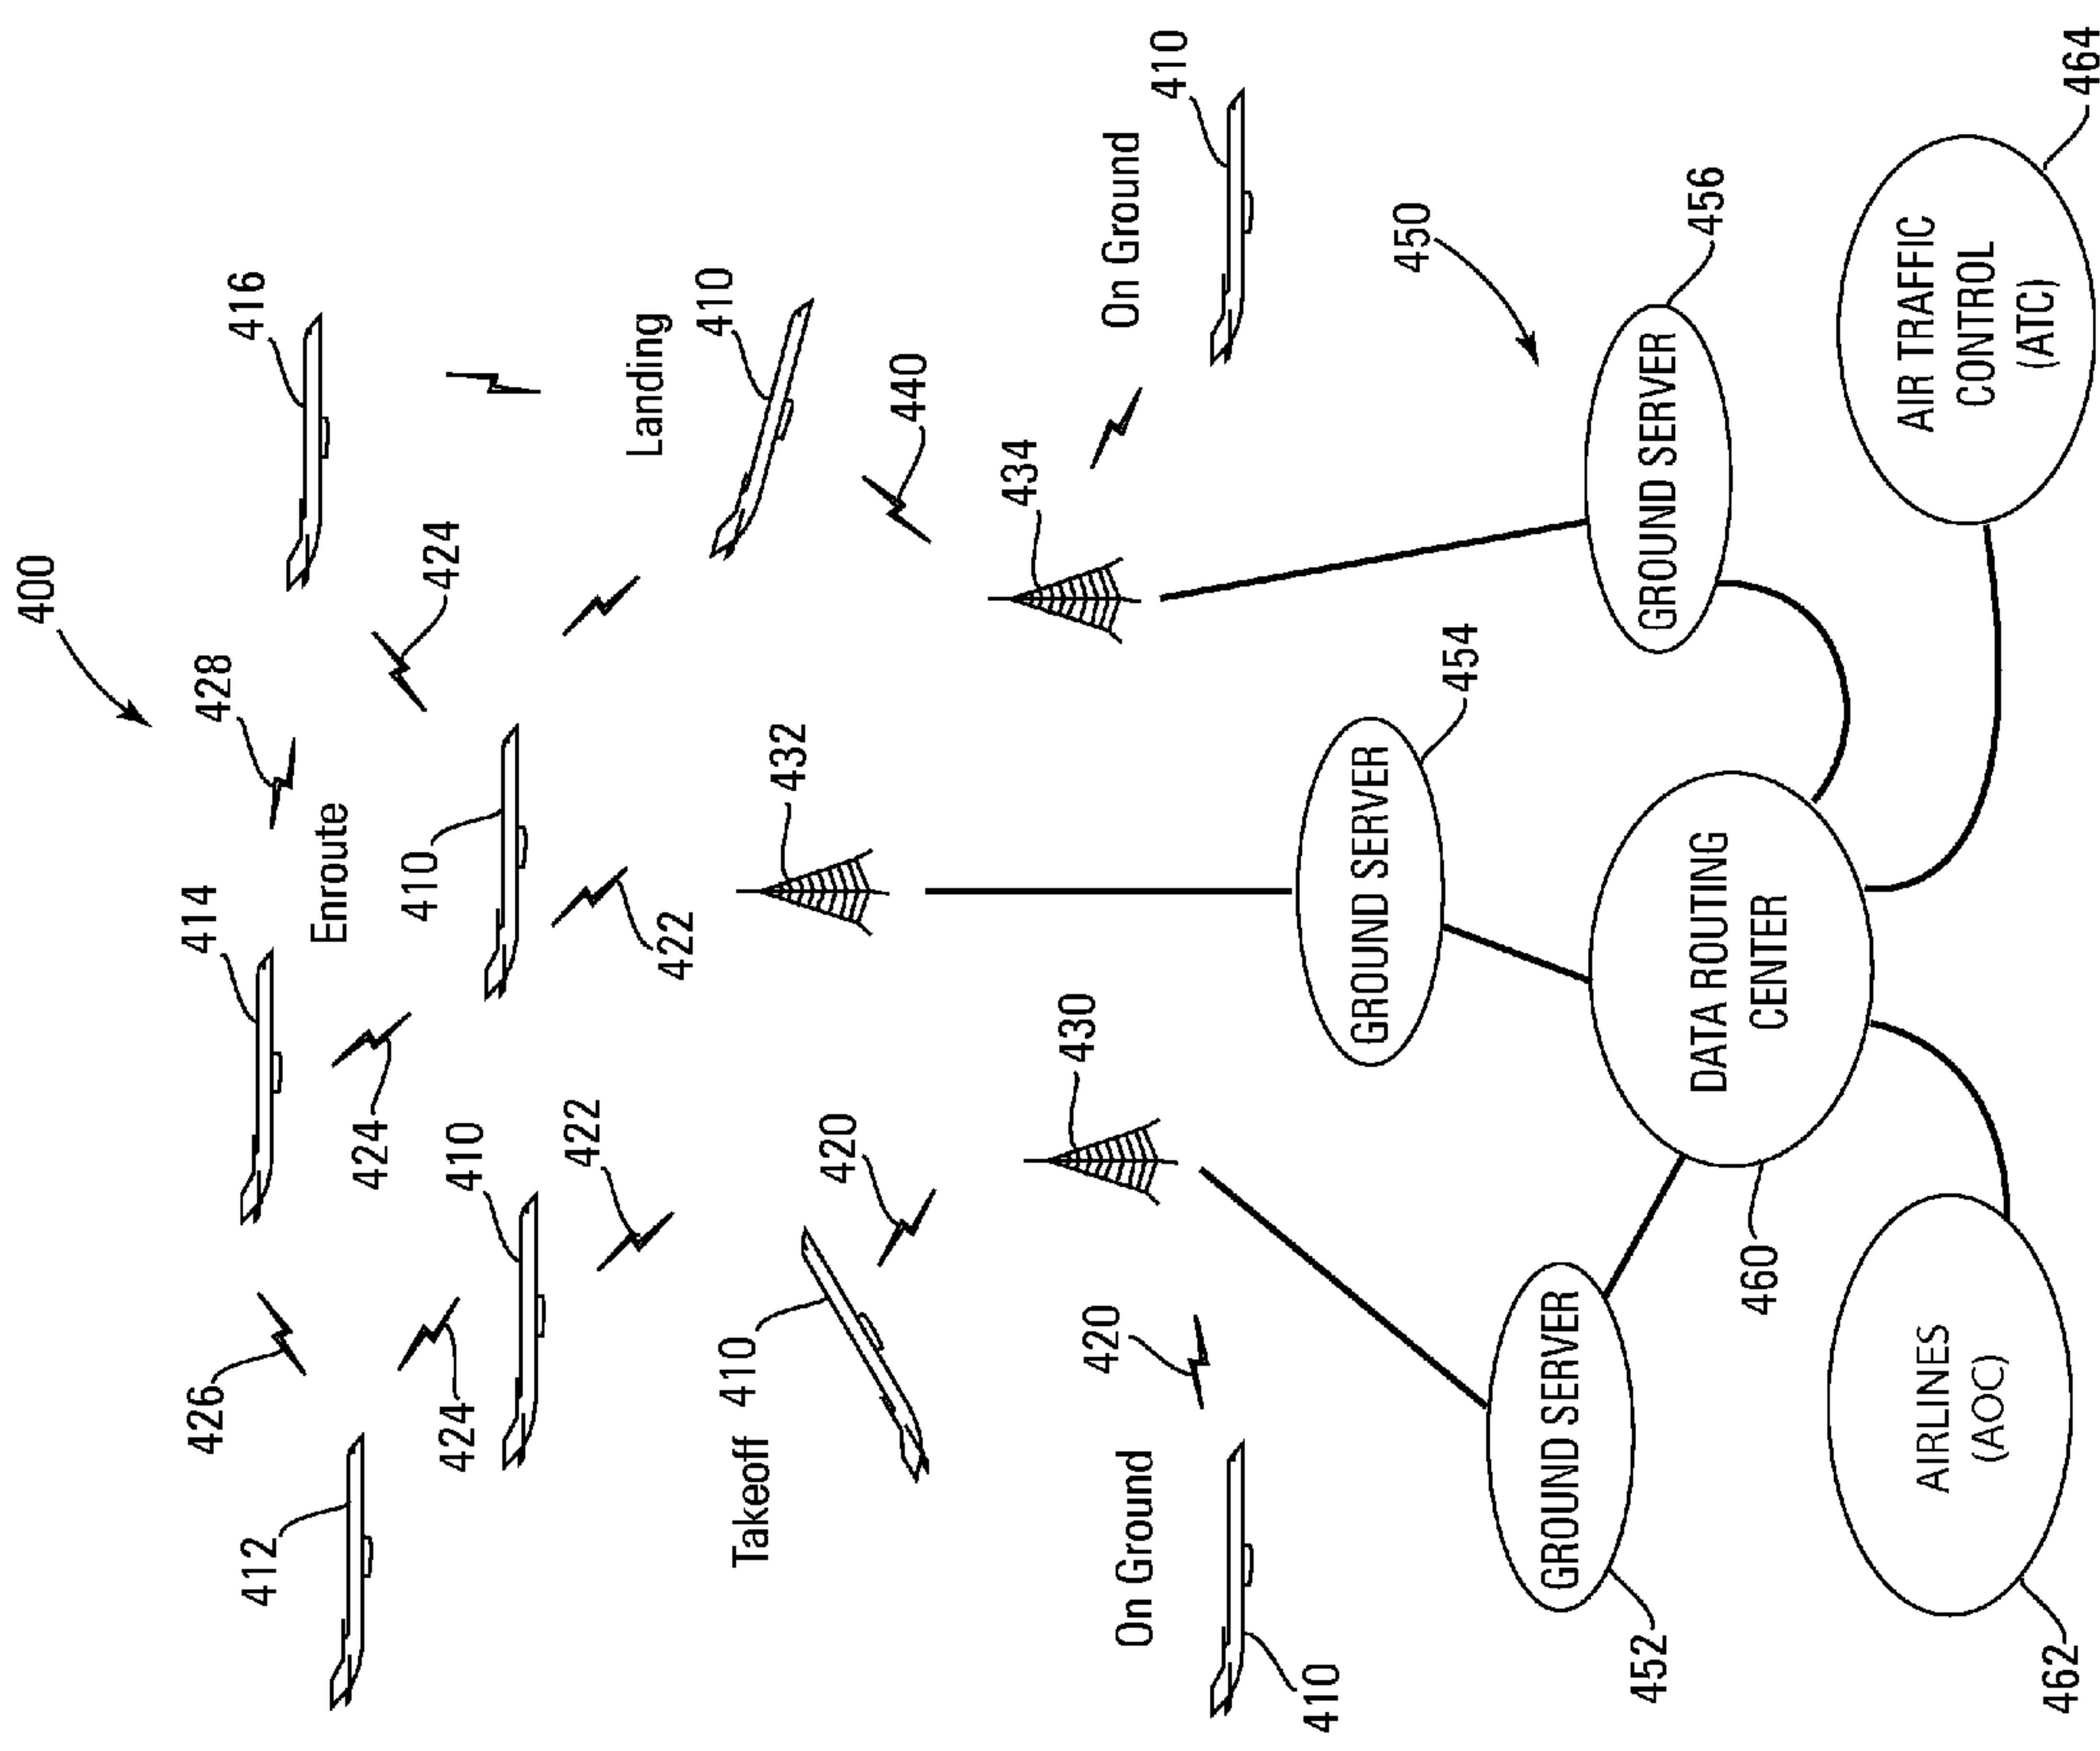 400
416
428
414
424
426
412
Enroute
424
424
410
410
422
422
Landing
410
440
432
434
Takeoff 410
420
430
420
On Ground
410
On Ground
410
450
GROUND SERVER
452
GROUND SERVER
454
GROUND SERVER
456
DATA ROUTING
CENTER
460
AIRLINES
(AOC)
462
AIR TRAFFIC
CONTROL
(ATC)
464